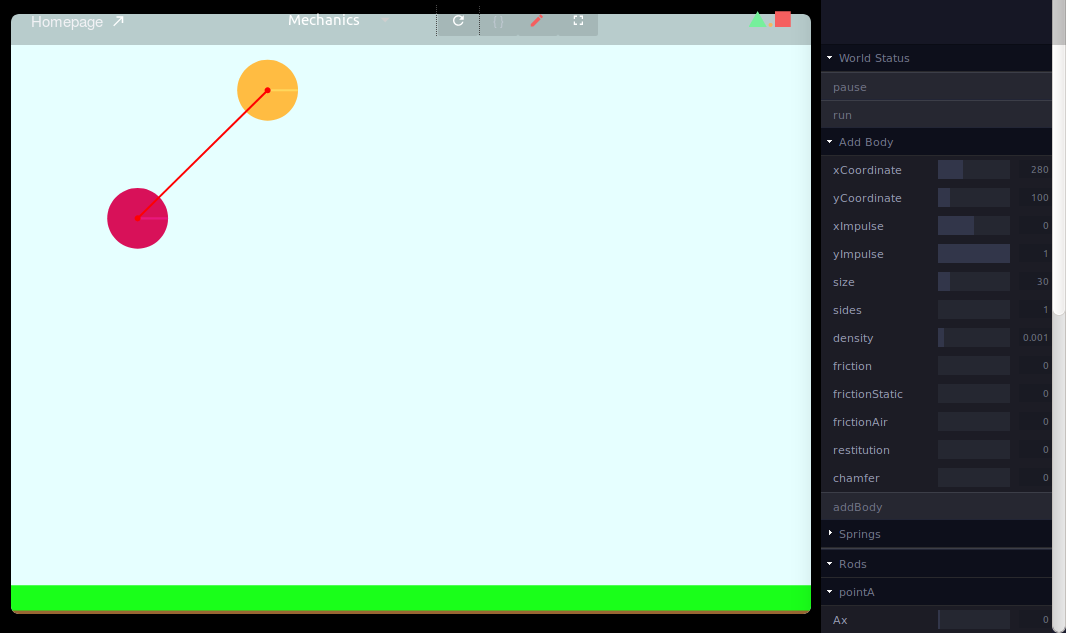 Homepage
Mechanics
{ }
World Status
pause
run
Add Body
xCoordinate 280
yCoordinate 100
xImpulse 0
yImpulse 1
size 30
sides 1
density 0.001
friction 0
frictionStatic 0
frictionAir 0
restitution 0
chamfer 0
addBody
Springs
Rods
pointA
Ax 0